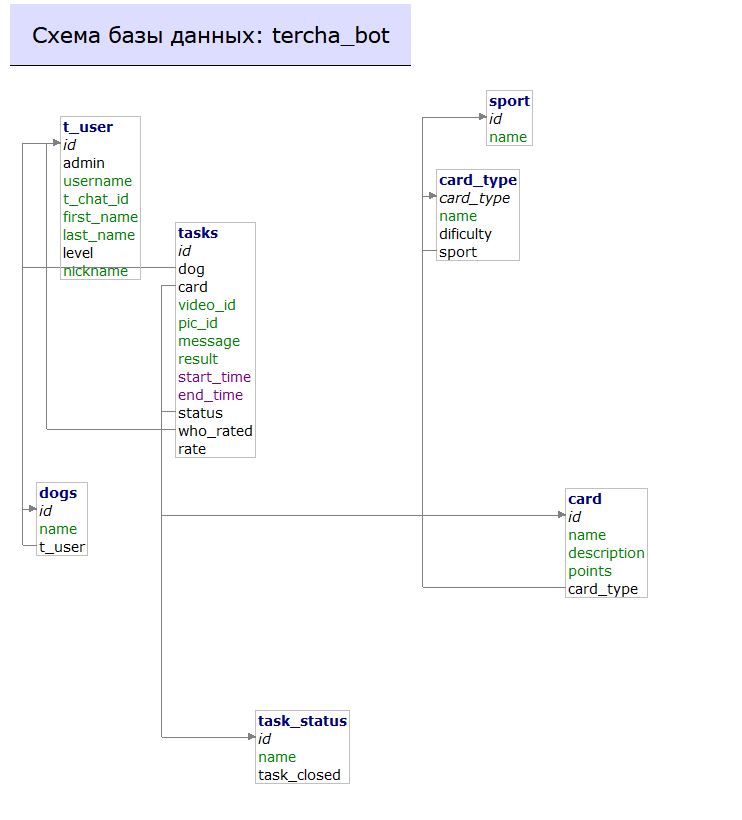 Схема базы данных: tercha_bot
t_user
id
admin
username
t_chat_id
first_name
last_name
level
nickname
tasks
id
dog
card
video_id
pic_id
message
result
start_time
end_time
status
who_rated
rate
dogs
id
name
t_user
sport
id
name
card_type
card_type
name
dificulty
sport
card
id
name
description
points
card_type
task_status
id
name
task_closed